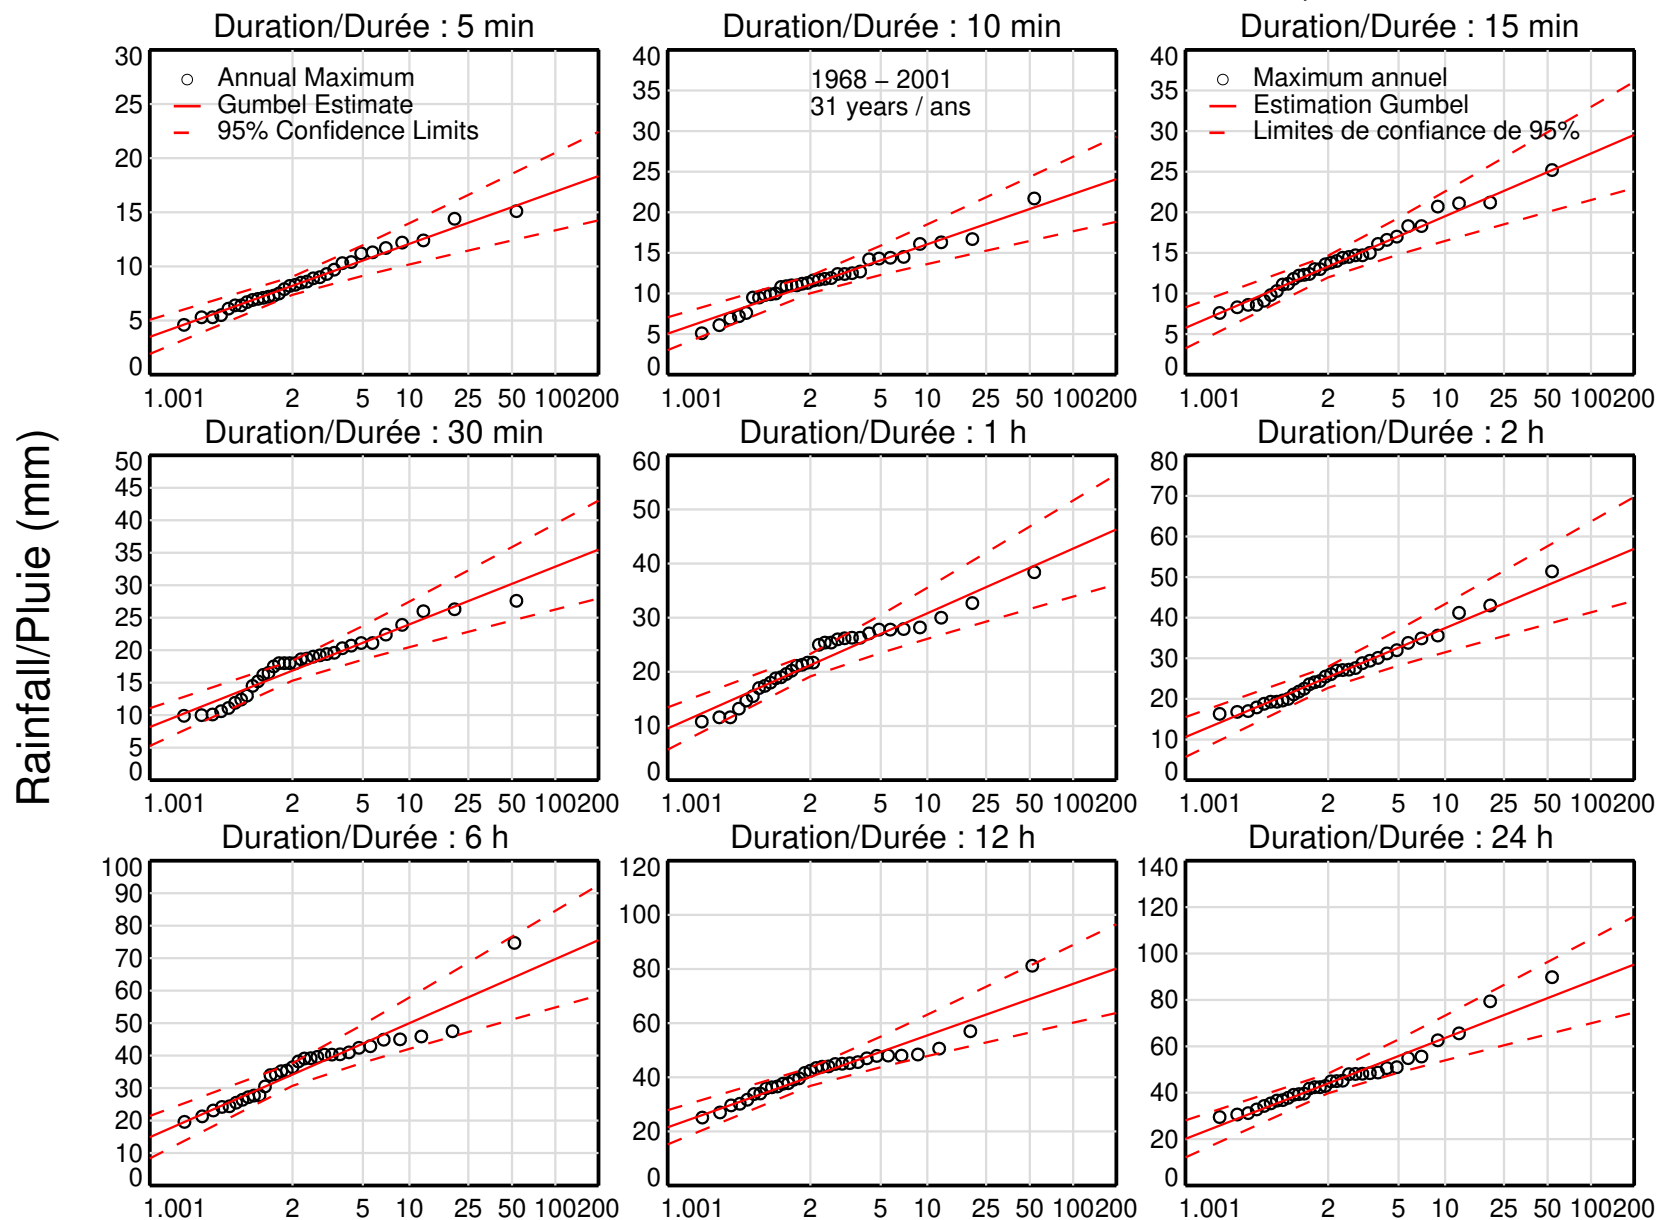 Duration/Durée : 5 min
30
25
20
15
10
5
0
Annual Maximum
Gumbel Estimate
95% Confidence Limits
1.001 2 5 10 25 50 100200
Duration/Durée : 10 min
40
35
30
25
20
15
10
5
0
1968 – 2001
31 years / ans
1.001 2 5 10 25 50 100200
Duration/Durée : 15 min
40
35
30
25
20
15
10
5
0
Maximum annuel
Estimation Gumbel
Limites de confiance de 95%
1.001 2 5 10 25 50 100200
Rainfall/Pluie (mm)
Duration/Durée : 30 min
50
45
40
35
30
25
20
15
10
5
0
1.001 2 5 10 25 50 100200
Duration/Durée : 1 h
60
50
40
30
20
10
0
1.001 2 5 10 25 50 100200
Duration/Durée : 2 h
80
70
60
50
40
30
20
10
0
1.001 2 5 10 25 50 100200
Duration/Durée : 6 h
100
90
80
70
60
50
40
30
20
10
0
1.001 2 5 10 25 50 100200
Duration/Durée : 12 h
120
100
80
60
40
20
0
1.001 2 5 10 25 50 100200
Duration/Durée : 24 h
140
120
100
80
60
40
20
0
1.001 2 5 10 25 50 100200